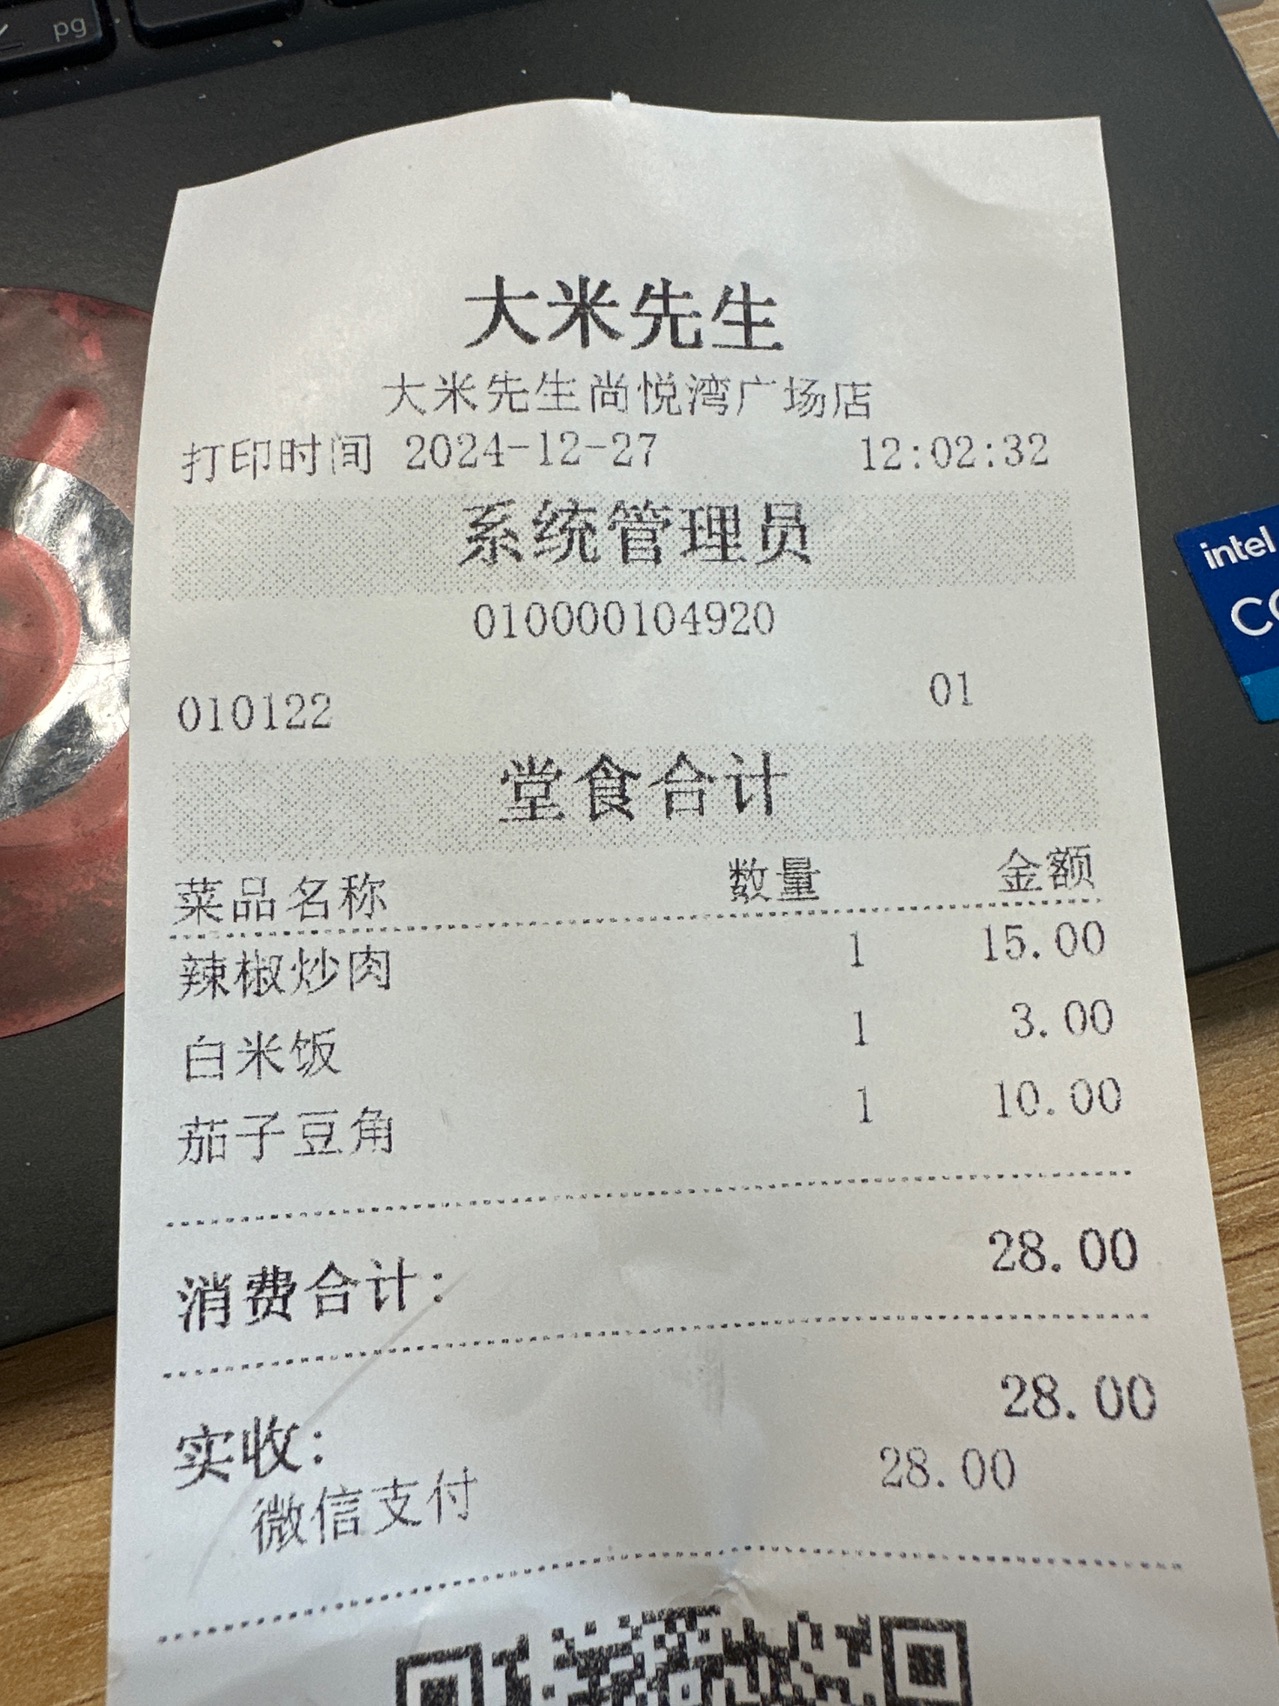 pg
大米先生
大米先生尚悦湾广场店
打印时间 2024-12-27 12:02:32
系统管理员
010000104920
010122 01
堂食合计
菜品名称 数量 金额
辣椒炒肉 1 15.00
白米饭 1 3.00
茄子豆角 1 10.00
消费合计: 28.00
实收: 28.00
微信支付 28.00
intel